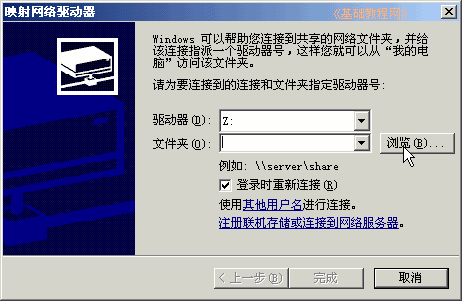 映射网络驱动器
《基础教程网》
Windows 可以帮助您连接到共享的网络文件夹，并给
该连接指派一个驱动器号，这样您就可以从“我的电
脑”访问该文件夹。
请为要连接到的连接和文件夹指定驱动器号：
驱动器(D)： Z:
文件夹(O)： 浏览(B)...
例如：\\server\share
登录时重新连接(R)
使用其他用户名进行连接。
注册联机存储或连接到网络服务器。
< 上一步(B) 完成 取消